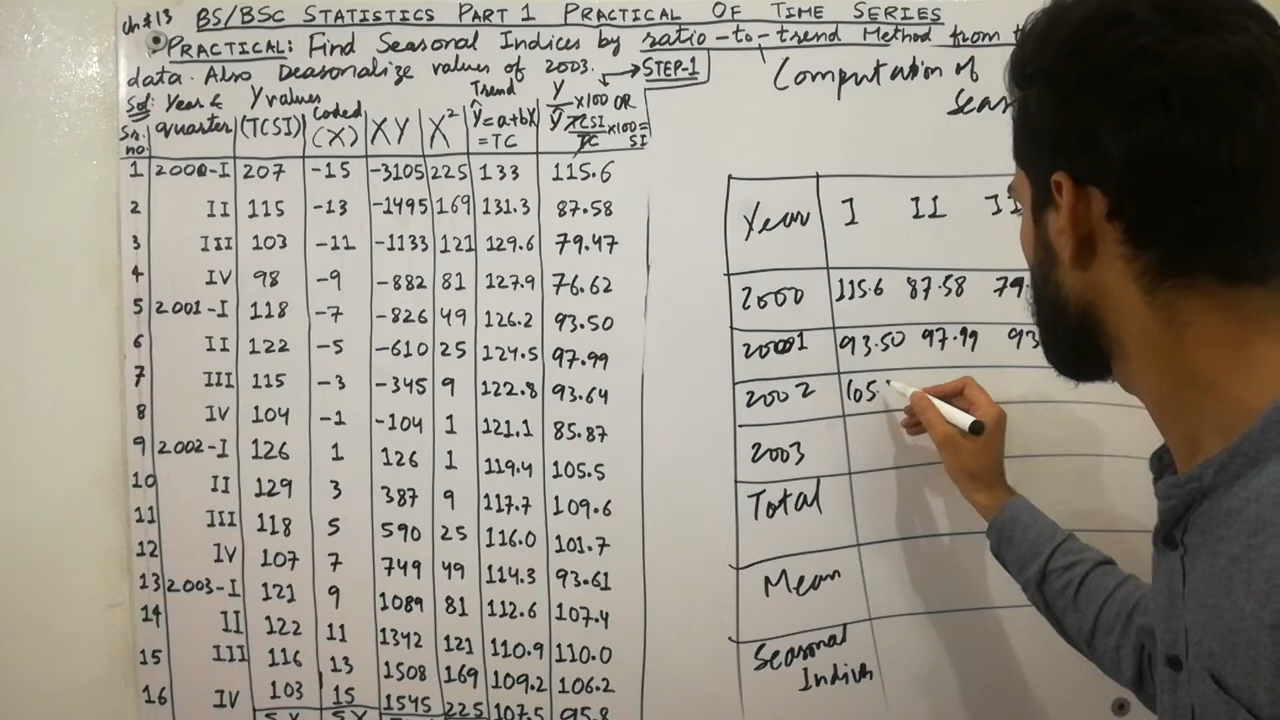 Ch#13 BS/BSC STATISTICS PART 1 PRACTICAL OF TIME SERIES
PRACTICAL: Find Seasonal Indices by ratio-to-trend Method from
data. Also Deasonalize values of 2003. → STEP-1
Sol: Year & Y values Coded Trend Y/Ŷ x100 OR
Sr. no. quarter (TCSI) (X) XY X² Ŷ=a+bX =TC TCSI/TC x100= SI
1 2000-I 207 -15 -3105 225 133 115.6
2 II 115 -13 -1495 169 131.3 87.58
3 III 103 -11 -1133 121 129.6 79.47
4 IV 98 -9 -882 81 127.9 76.62
5 2001-I 118 -7 -826 49 126.2 93.50
6 II 122 -5 -610 25 124.5 97.99
7 III 115 -3 -345 9 122.8 93.64
8 IV 104 -1 -104 1 121.1 85.87
9 2002-I 126 1 126 1 119.4 105.5
10 II 129 3 387 9 117.7 109.6
11 III 118 5 590 25 116.0 101.7
12 IV 107 7 749 49 114.3 93.61
13 2003-I 121 9 1089 81 112.6 107.4
14 II 122 11 1342 121 110.9 110.0
15 III 116 13 1508 169 109.2 106.2
16 IV 103 15 1545 225 107.5 95.8
Computation of
Seas
Year I II II
2000 115.6 87.58 79.
20001 93.50 97.99 93
2002 105.
2003
Total
Mean
Seasonal
Indices